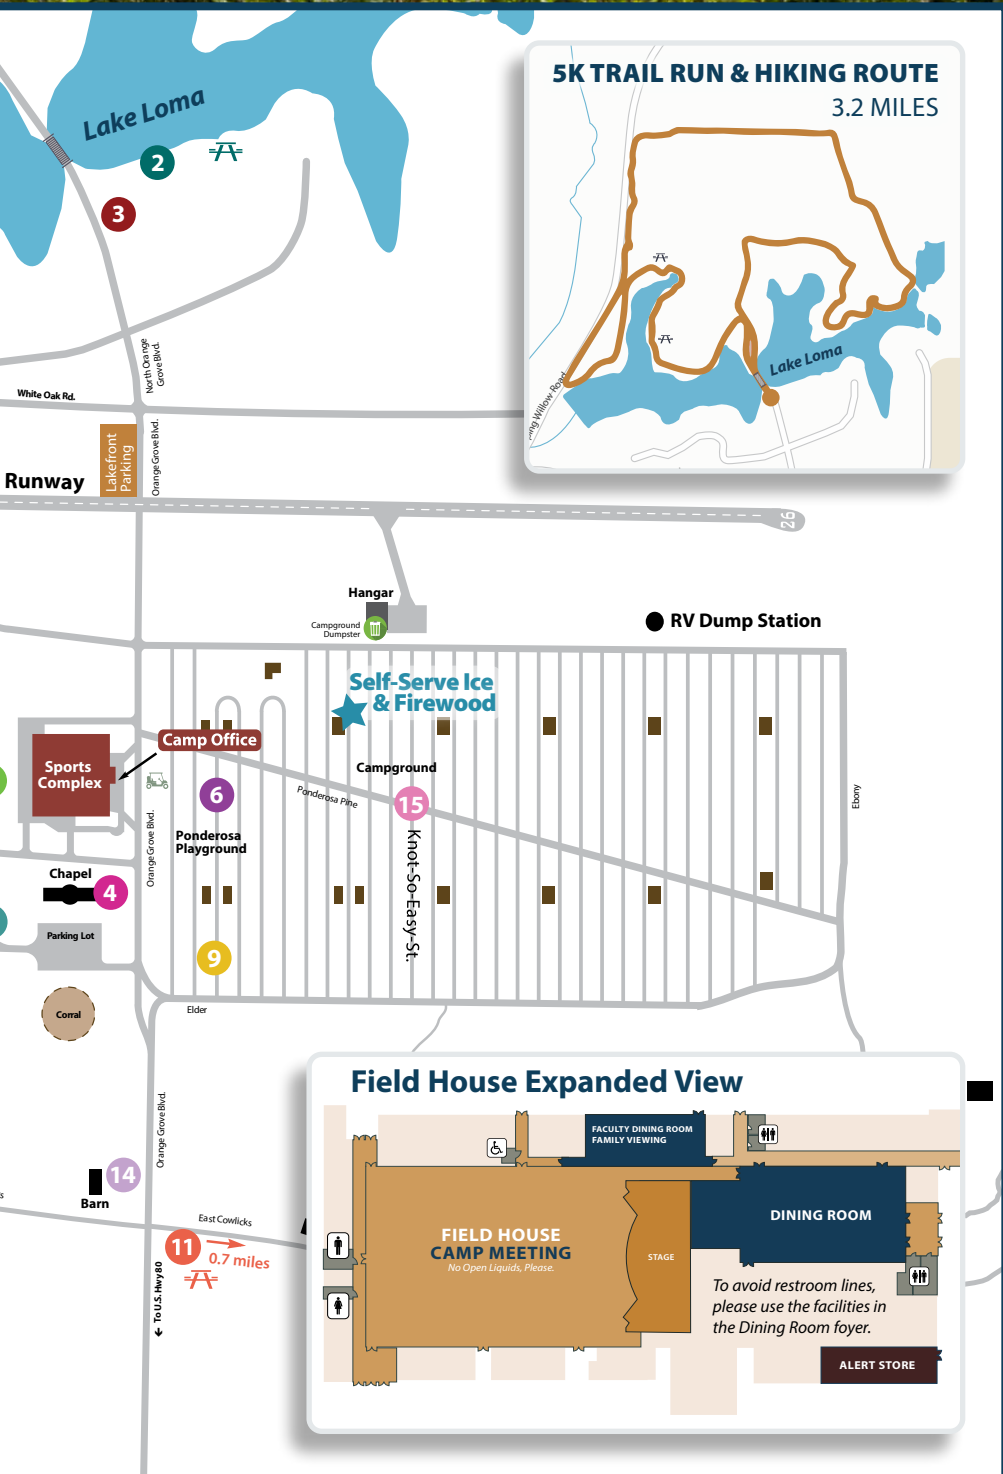 5K TRAIL RUN & HIKING ROUTE
3.2 MILES
Lake Loma
2
3
Lake Loma
North Orange
Grove Blvd.
White Oak Rd.
Lakefront
Parking
Orange Grove Blvd.
Runway
26
Hangar
Campground
Dumpster
RV Dump Station
Self-Serve Ice
& Firewood
Camp Office
Sports
Complex
Campground
6
15
Ponderosa Pine
Ebony
Ponderosa
Playground
Orange Grove Blvd.
Knot-So-Easy-St.
Chapel
4
Parking Lot
9
Corral
Elder
Field House Expanded View
FACULTY DINING ROOM
FAMILY VIEWING
Orange Grove Blvd.
14
Barn
East Cowlicks
11
0.7 miles
To U.S. Hwy 80
FIELD HOUSE
CAMP MEETING
No Open Liquids, Please.
STAGE
DINING ROOM
To avoid restroom lines,
please use the facilities in
the Dining Room foyer.
ALERT STORE